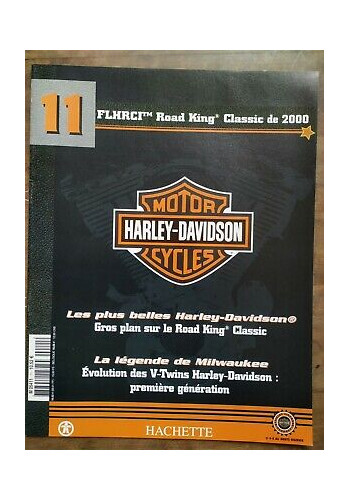 11
FLHRCI™ Road King® Classic de 2000
MOTOR
HARLEY-DAVIDSON
CYCLES
Les plus belles Harley-Davidson®
Gros plan sur le Road King® Classic
La légende de Milwaukee
Évolution des V-Twins Harley-Davidson :
première génération
HACHETTE